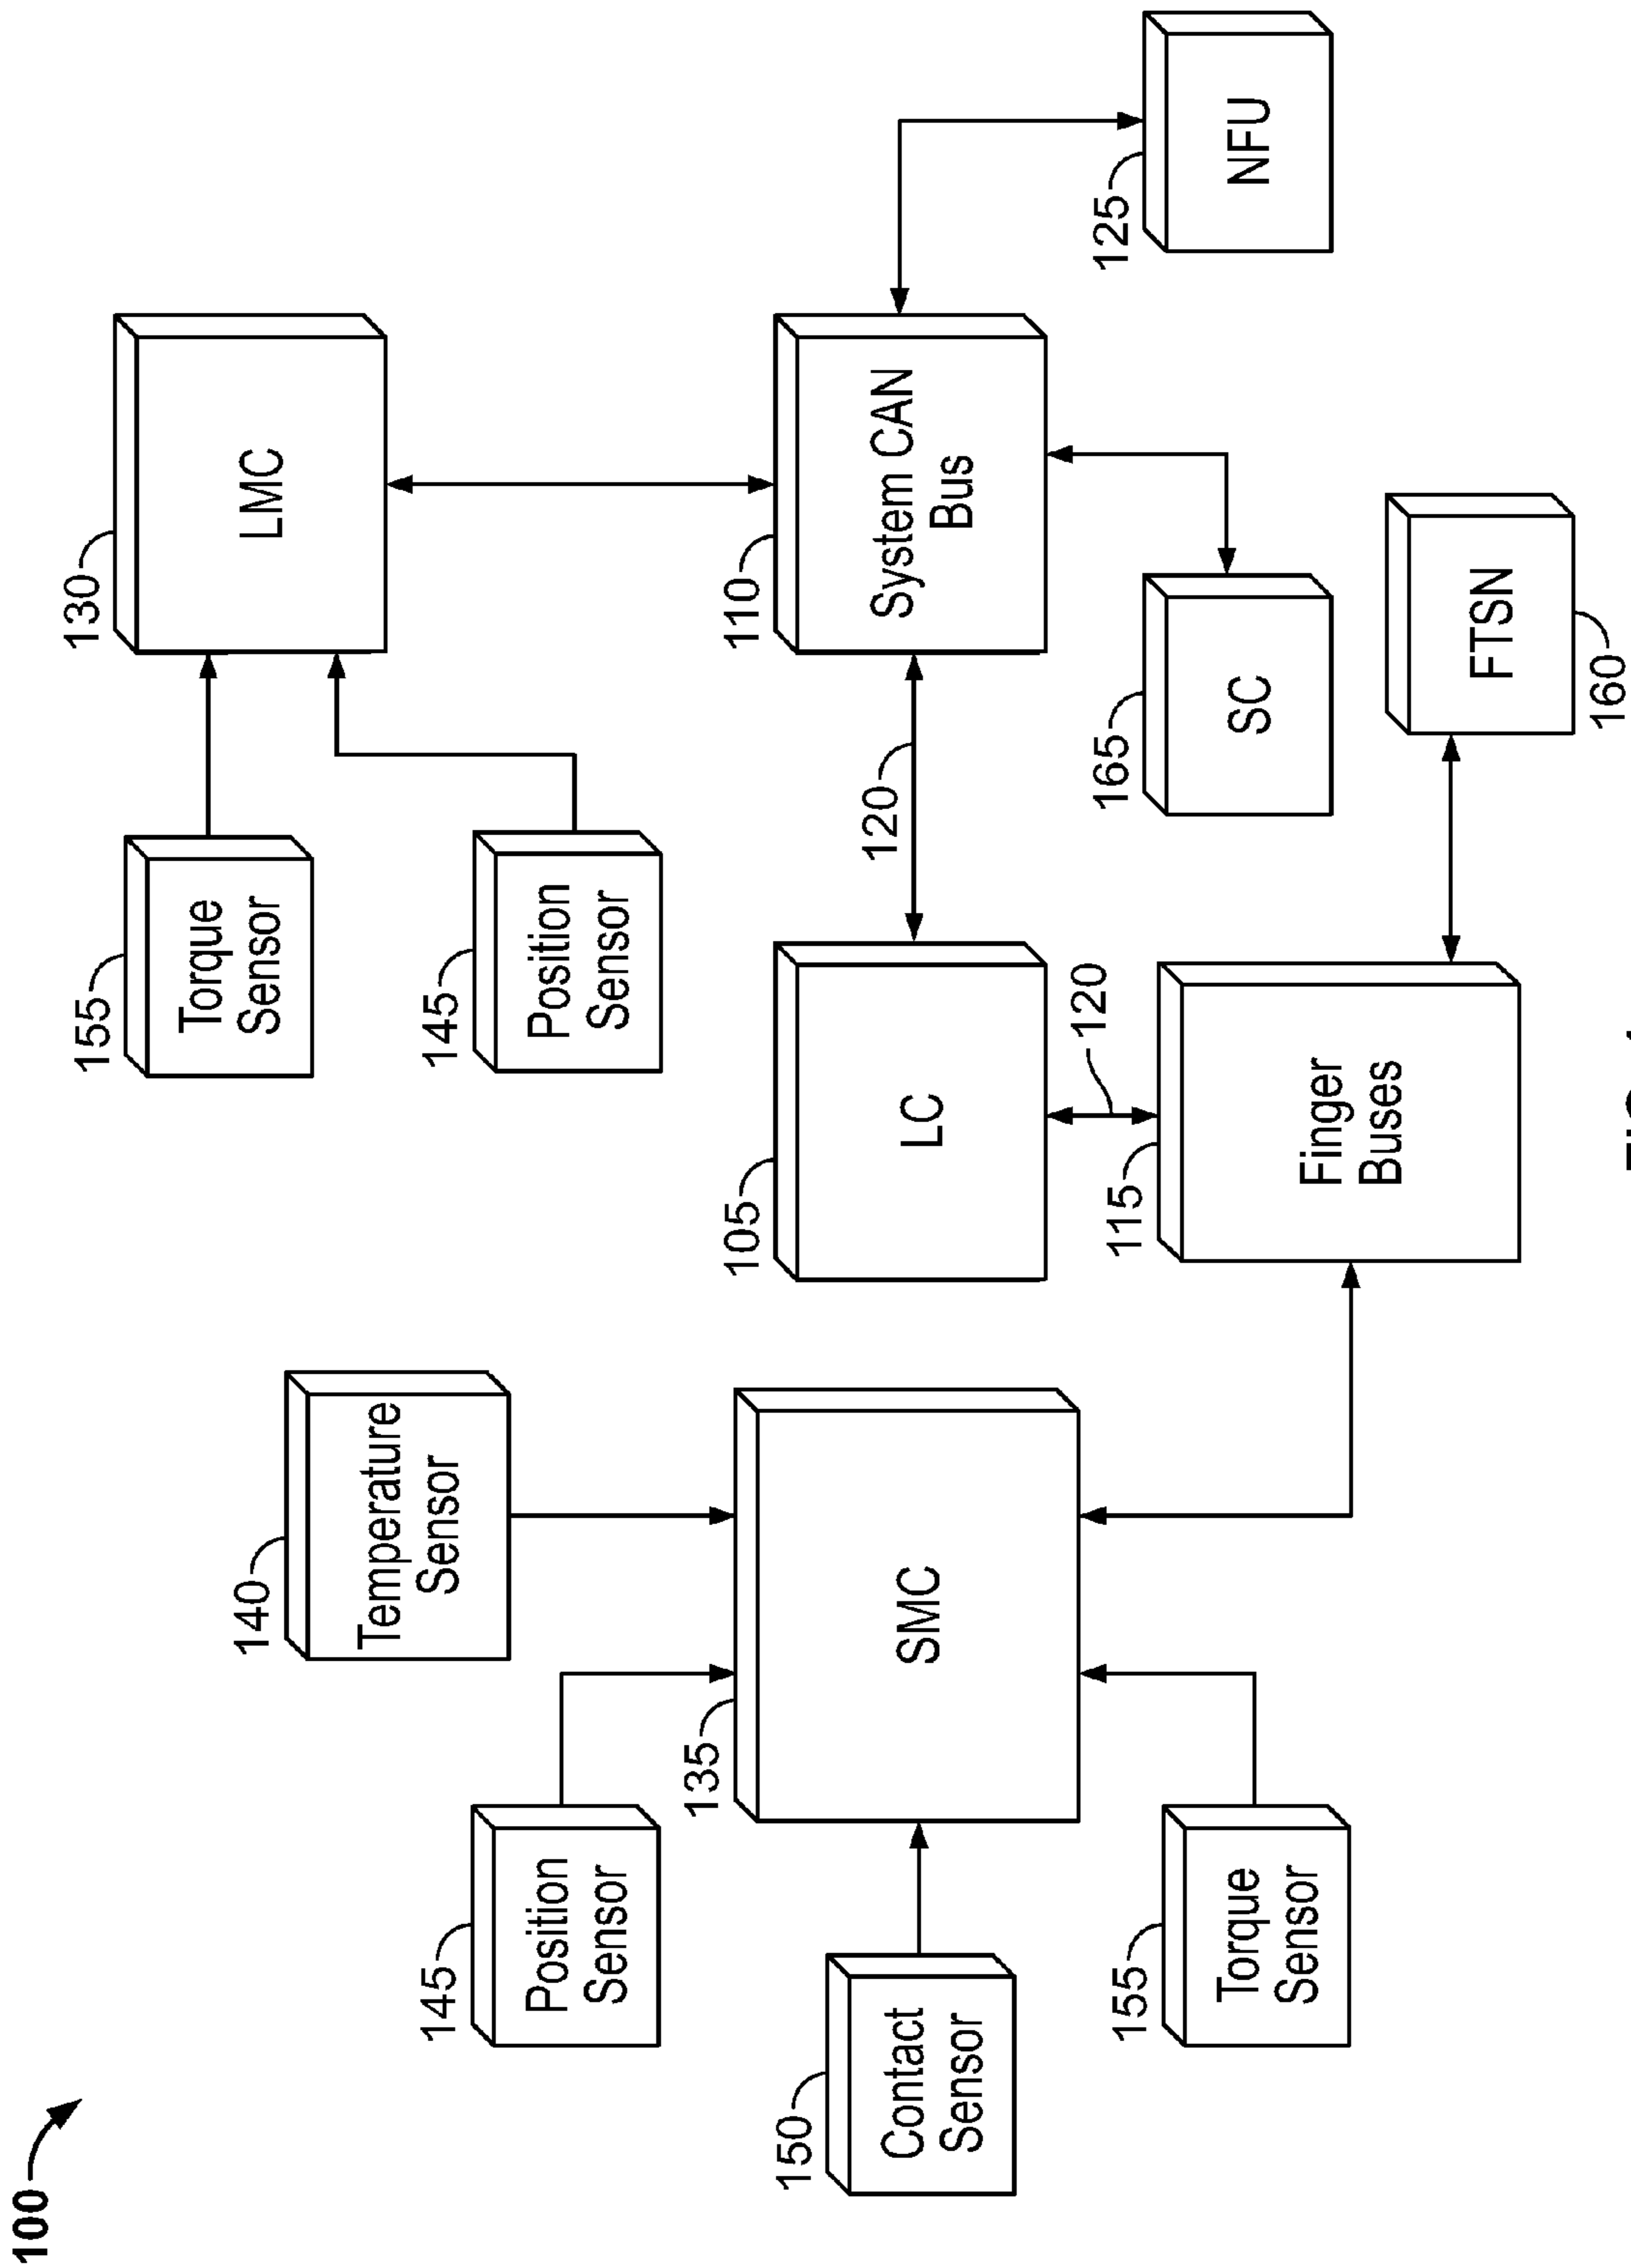 100
150
Contact
Sensor
145
Position
Sensor
155
Torque
Sensor
140
Temperature
Sensor
135
SMC
105
LC
120
115
Finger
Buses
155
Torque
Sensor
145
Position
Sensor
120
130
LMC
110
System CAN
Bus
165
SC
FTSN
160
125
NFU